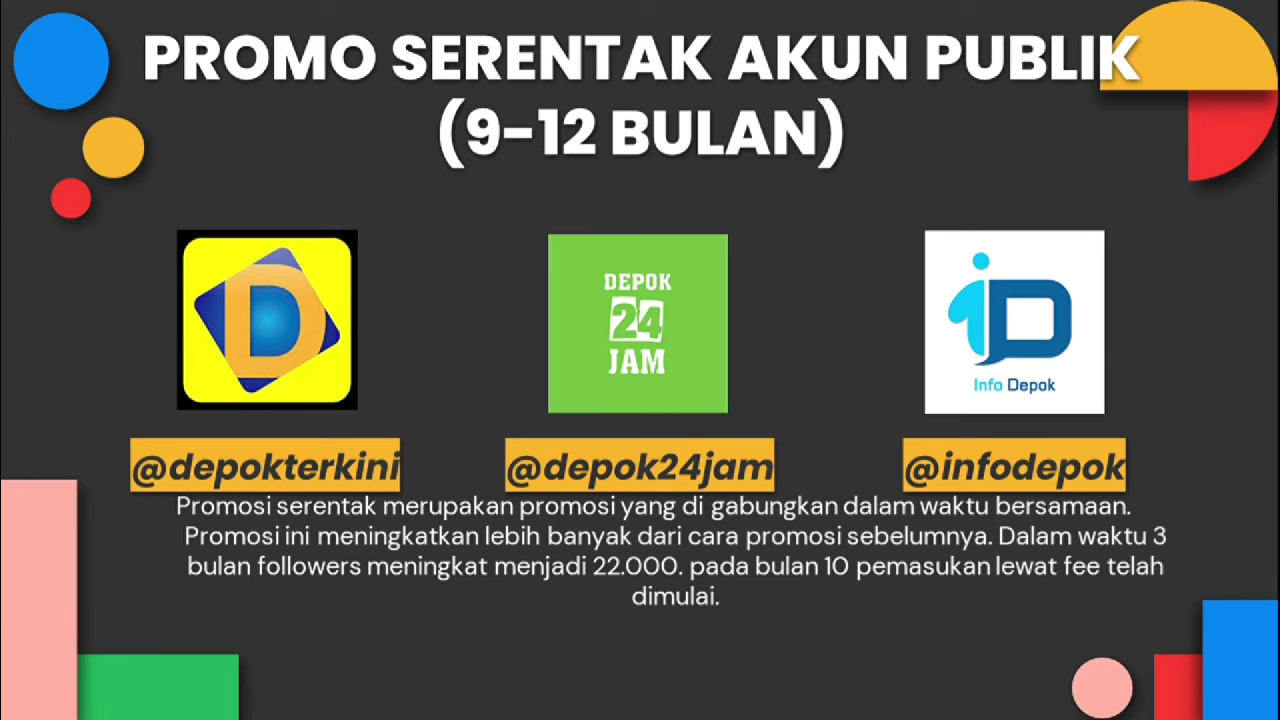 PROMO SERENTAK AKUN PUBLIK
(9-12 BULAN)
D
DEPOK
24
JAM
iD
Info Depok
@depokterkini
@depok24jam
@infodepok
Promosi serentak merupakan promosi yang di gabungkan dalam waktu bersamaan.
Promosi ini meningkatkan lebih banyak dari cara promosi sebelumnya. Dalam waktu 3
bulan followers meningkat menjadi 22.000. pada bulan 10 pemasukan lewat fee telah
dimulai.